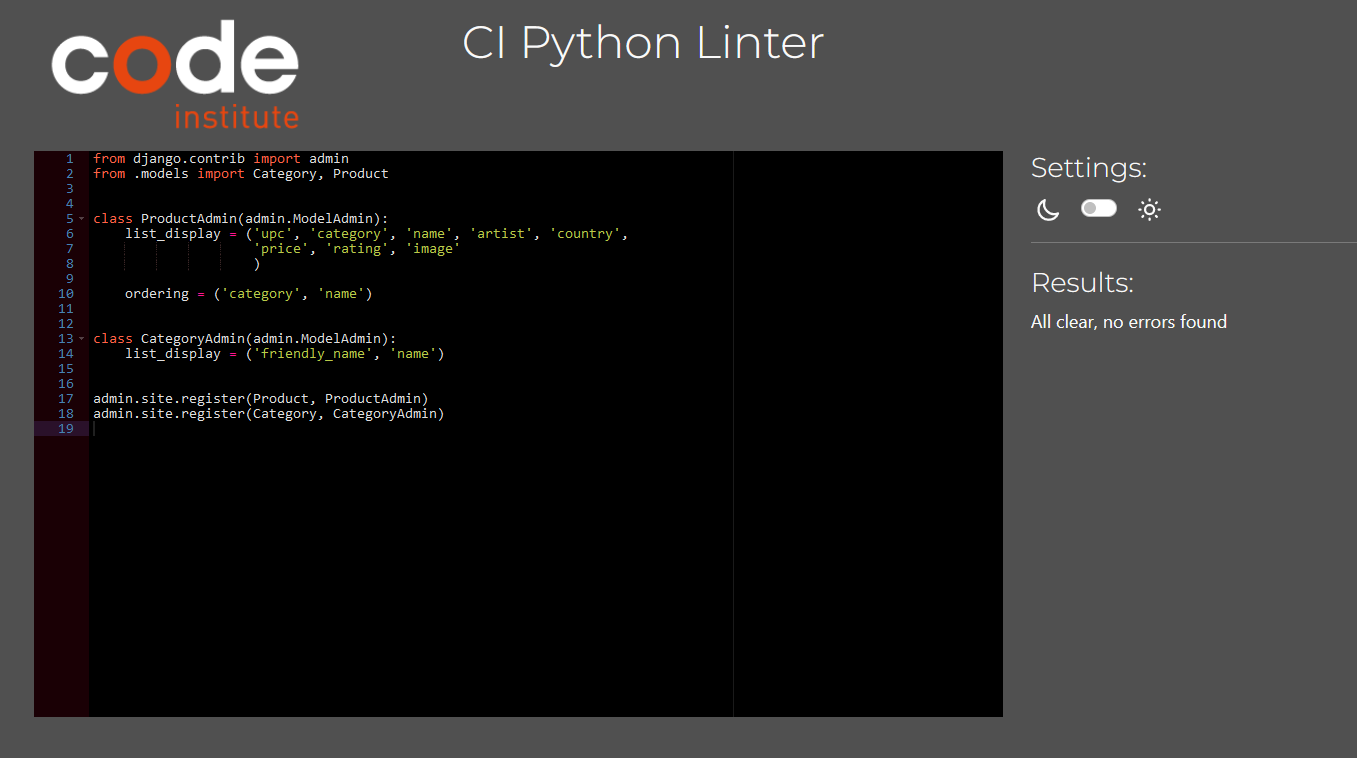 code
institute
CI Python Linter
1 from django.contrib import admin
2 from .models import Category, Product
3
4
5 class ProductAdmin(admin.ModelAdmin):
6     list_display = ('upc', 'category', 'name', 'artist', 'country',
7                     'price', 'rating', 'image'
8                     )
9
10     ordering = ('category', 'name')
11
12
13 class CategoryAdmin(admin.ModelAdmin):
14     list_display = ('friendly_name', 'name')
15
16
17 admin.site.register(Product, ProductAdmin)
18 admin.site.register(Category, CategoryAdmin)
19
Settings:
Results:
All clear, no errors found